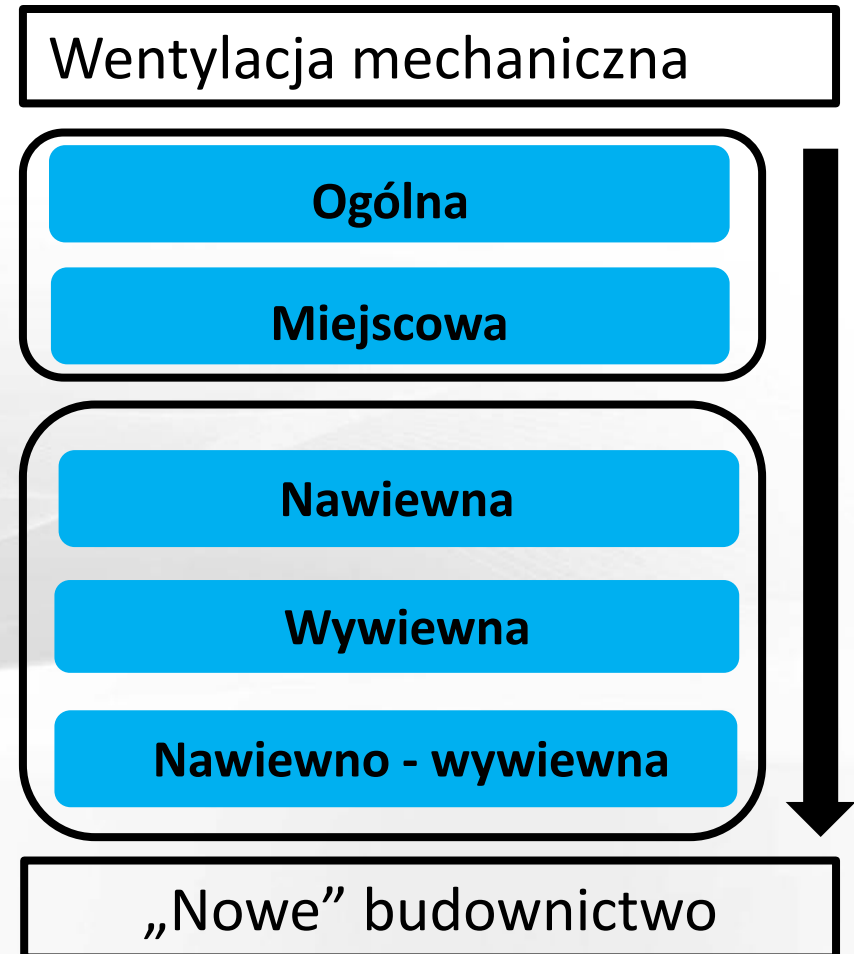 Wentylacja mechaniczna
Ogólna
Miejscowa
Nawiewna
Wywiewna
Nawiewno - wywiewna
„Nowe” budownictwo